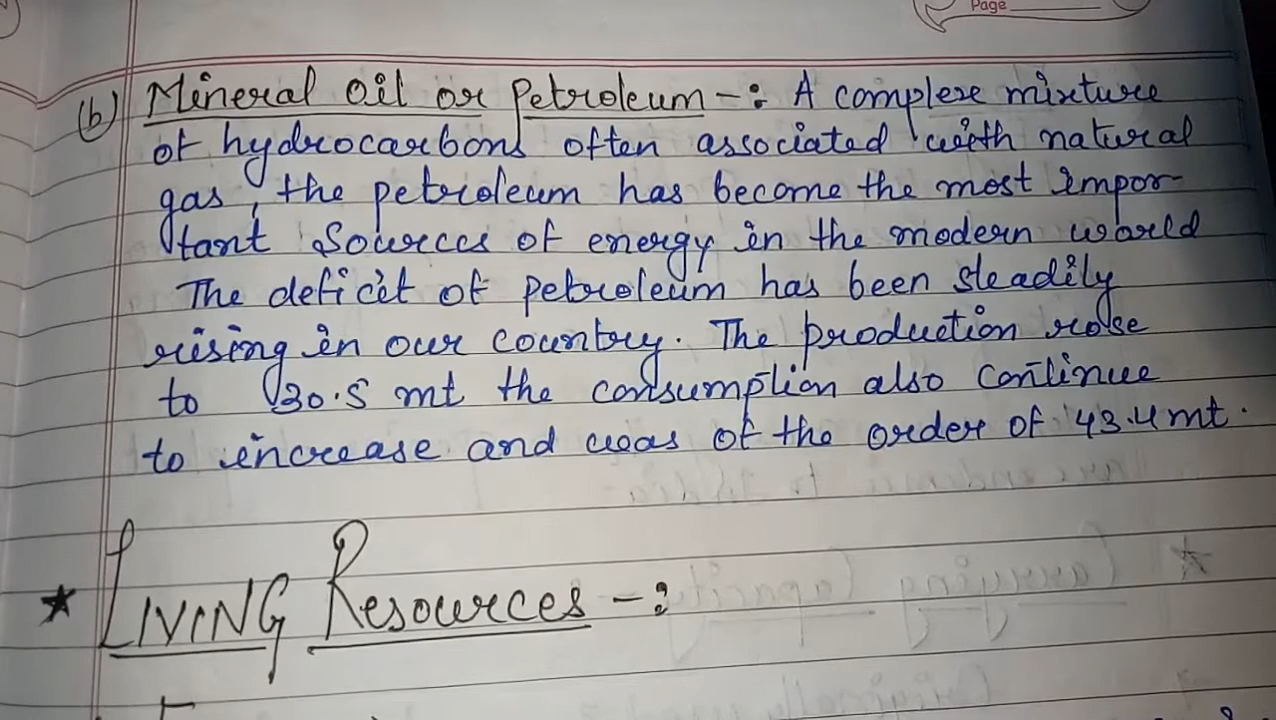 Page
(b) Mineral Oil or Petroleum -: A complex mixture
of hydrocarbons often associated with natural
gas, the petroleum has become the most impor-
tant Sources of energy in the modern world
The deficit of petroleum has been steadily
rising in our country. The production rose
to 30.5 mt the consumption also continue
to increase and was of the order of 43.4 mt.
★ LIVING RESOURCES -: